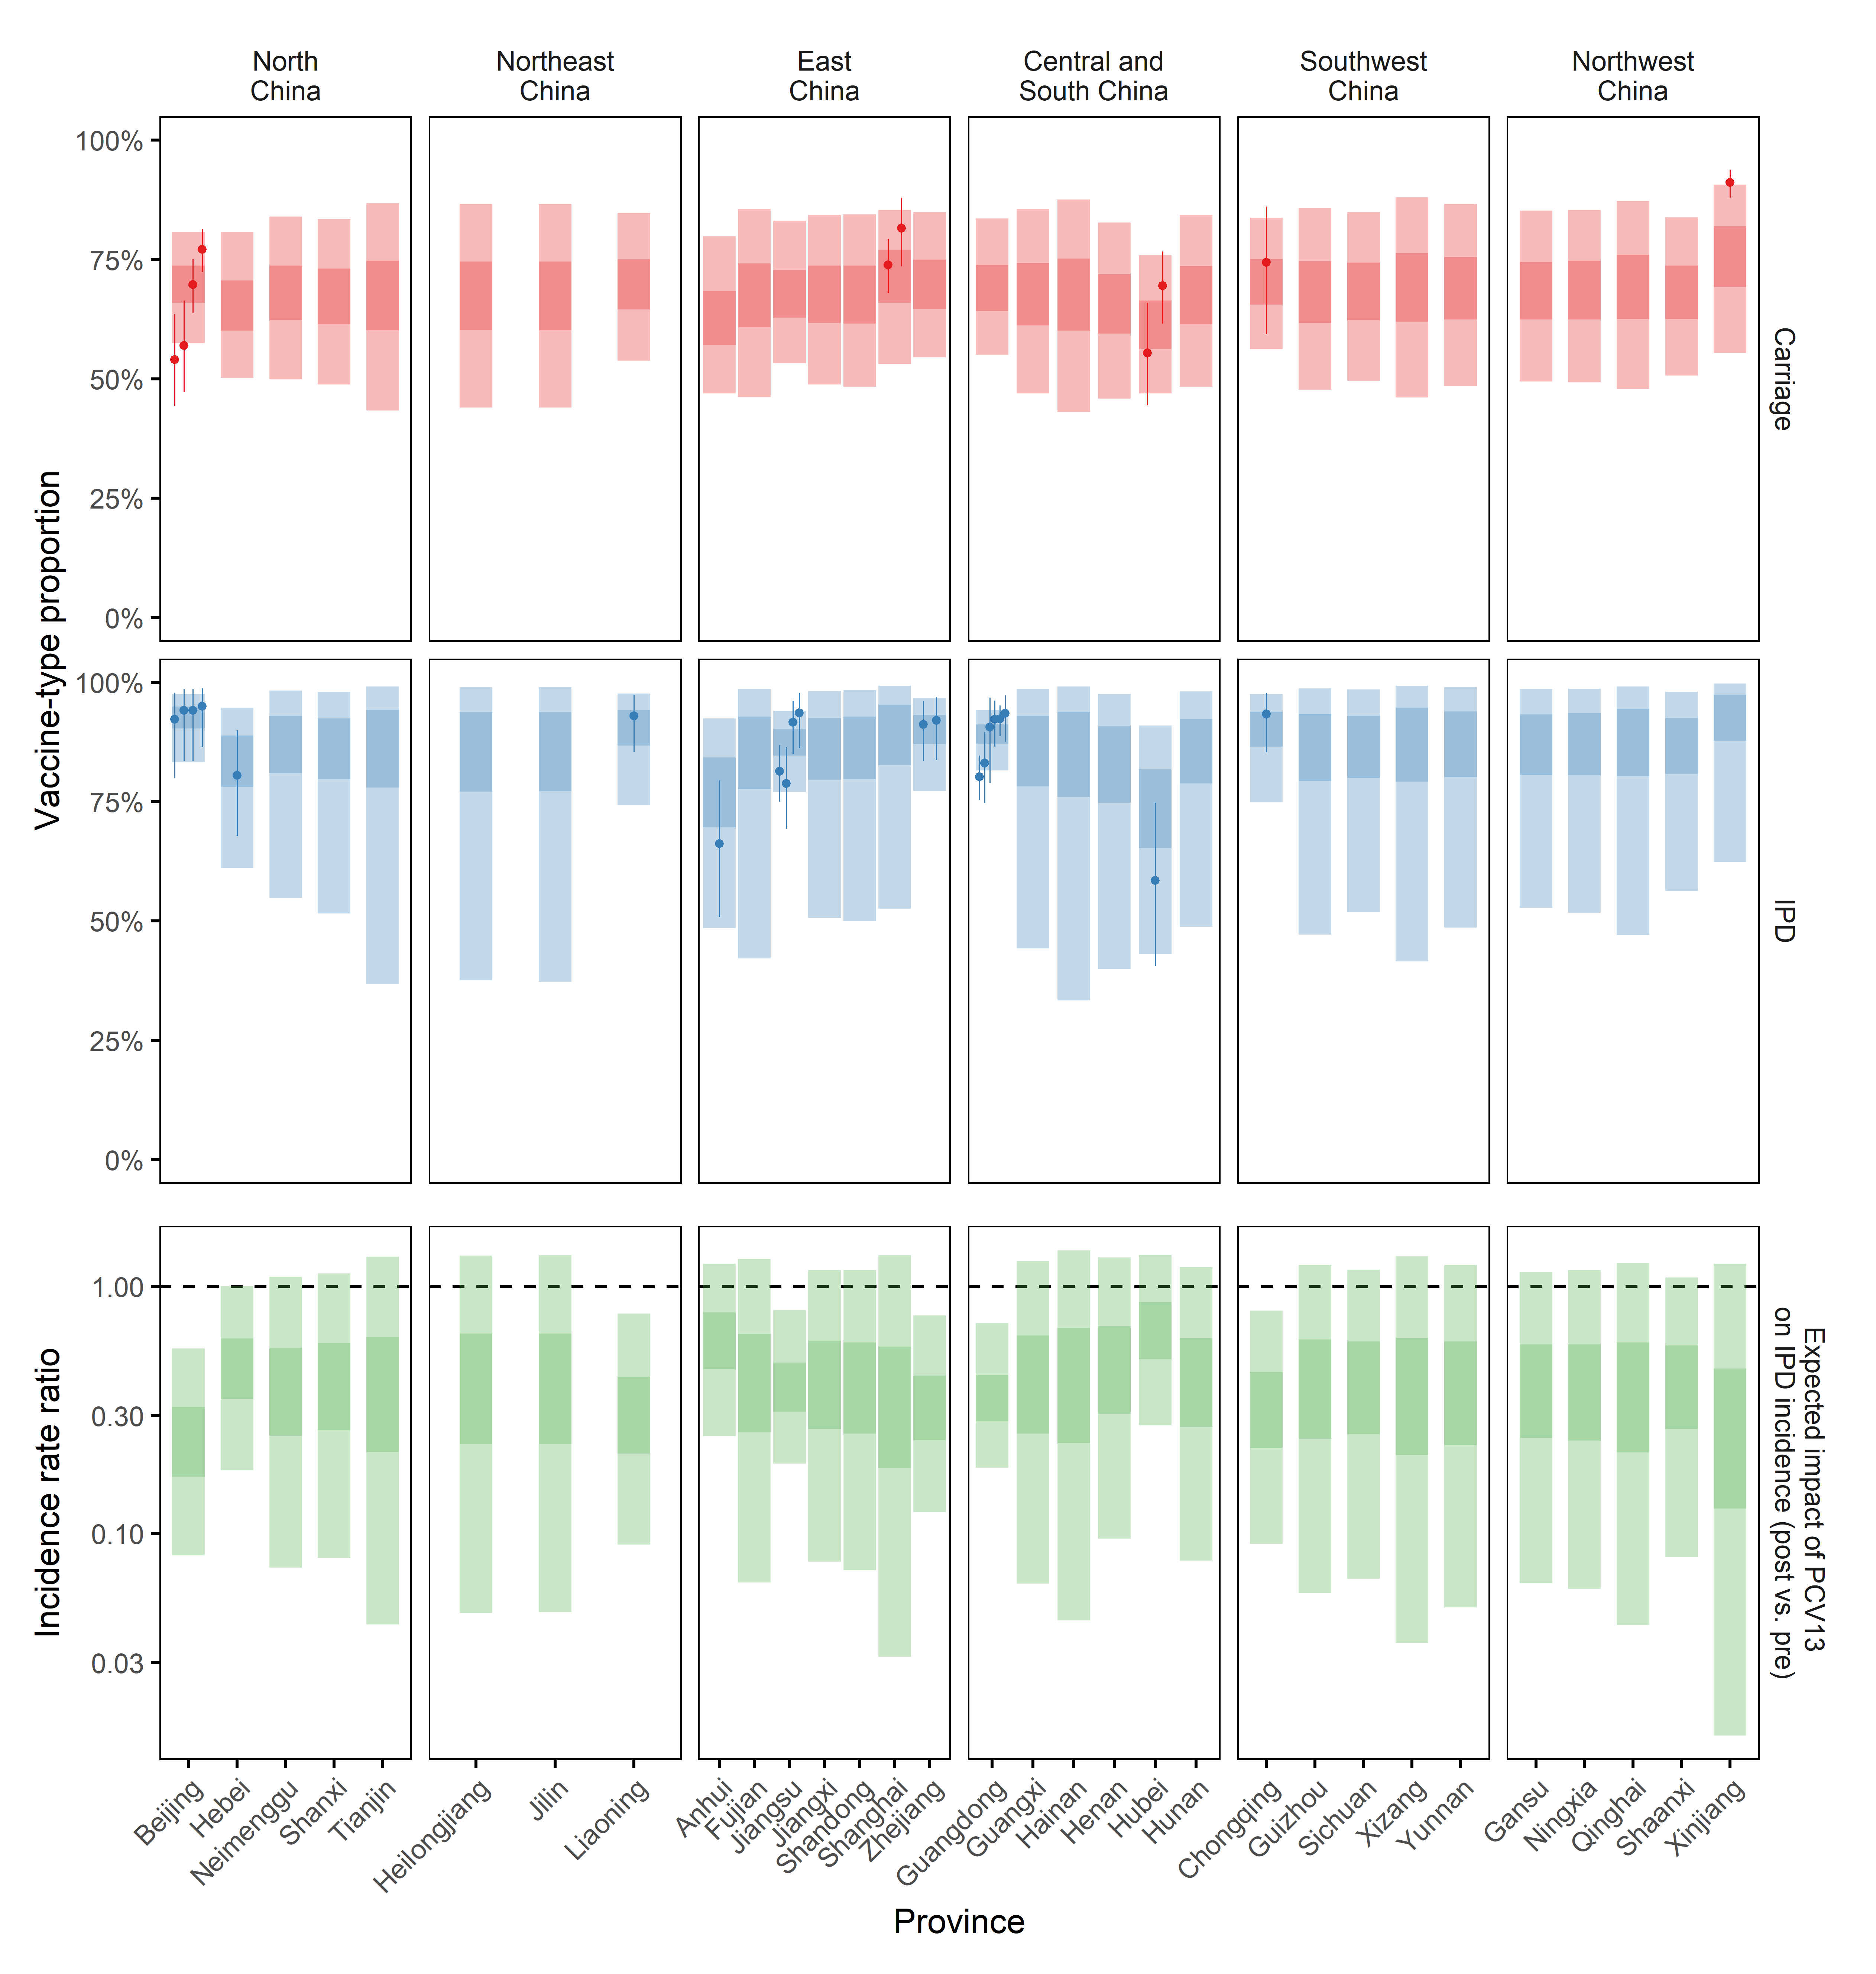 North
China
Northeast
China
East
China
Central and
South China
Southwest
China
Northwest
China
Vaccine-type proportion
100%
75%
50%
25%
0%
Carriage
100%
75%
50%
25%
0%
IPD
Incidence rate ratio
1.00
0.30
0.10
0.03
Expected impact of PCV13
on IPD incidence (post vs. pre)
Beijing
Hebei
Neimenggu
Shanxi
Tianjin
Heilongjiang
Jilin
Liaoning
Anhui
Fujian
Jiangsu
Jiangxi
Shandong
Shanghai
Zhejiang
Guangdong
Guangxi
Hainan
Henan
Hubei
Hunan
Chongqing
Guizhou
Sichuan
Xizang
Yunnan
Gansu
Ningxia
Qinghai
Shaanxi
Xinjiang
Province